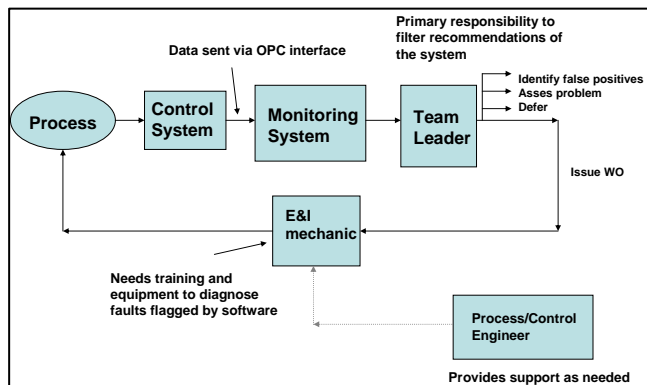 Primary responsibility to
filter recommendations of
the system
Data sent via OPC interface
Identify false positives
Asses problem
Defer
Process
Control
System
Monitoring
System
Team
Leader
Issue WO
E&I
mechanic
Needs training and
equipment to diagnose
faults flagged by software
Process/Control
Engineer
Provides support as needed